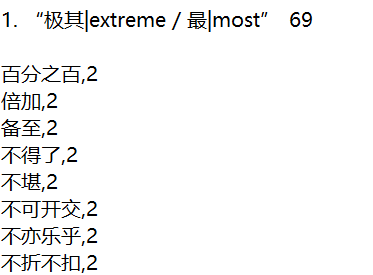 1. “极其|extreme / 最|most” 69
百分之百,2
倍加,2
备至,2
不得了,2
不堪,2
不可开交,2
不亦乐乎,2
不折不扣,2